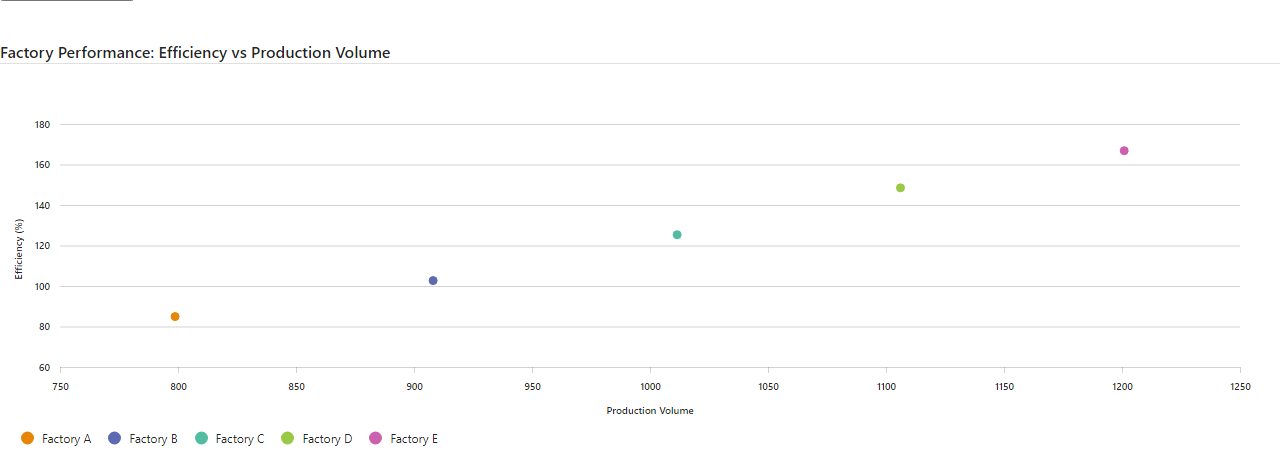 Factory Performance: Efficiency vs Production Volume
180
160
140
120
100
80
60
Efficiency (%)
750 800 850 900 950 1000 1050 1100 1150 1200 1250
Production Volume
Factory A Factory B Factory C Factory D Factory E